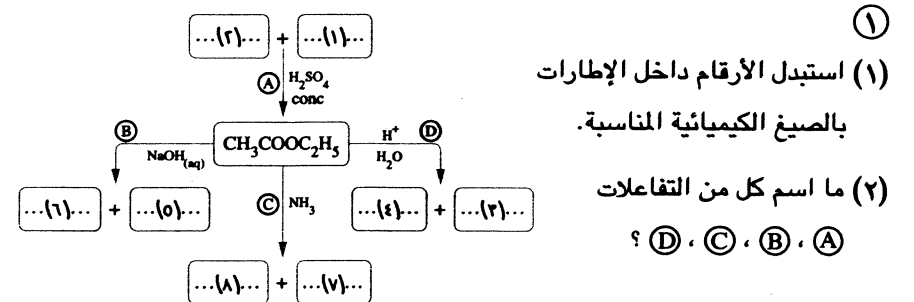 ①
(١) استبدل الأرقام داخل الإطارات
بالصيغ الكيميائية المناسبة.
(٢) ما اسم كل من التفاعلات
Ⓐ ، Ⓑ ، Ⓒ ، Ⓓ ؟
...(٢)... + ...(١)...
Ⓐ H₂SO₄
conc
Ⓑ NaOH(aq)
CH₃COOC₂H₅
H⁺ Ⓓ
H₂O
Ⓒ NH₃
...(٦)... + ...(٥)...
...(٤)... + ...(٣)...
...(٨)... + ...(٧)...